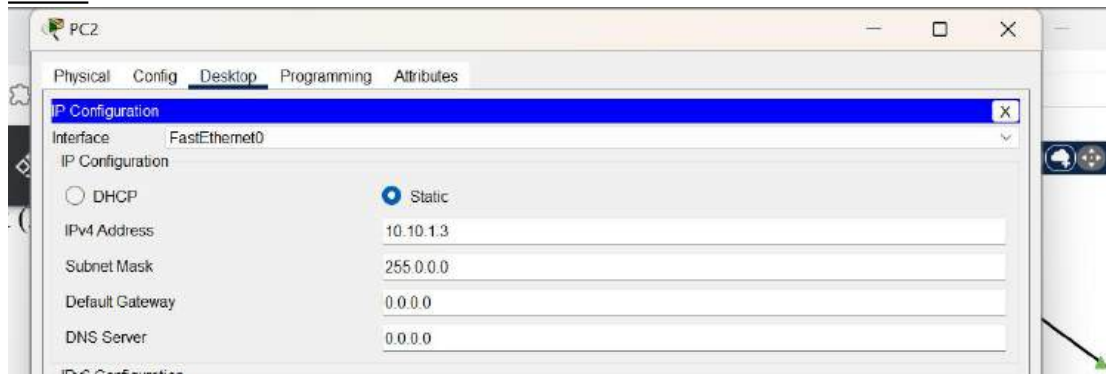 PC2
Physical Config Desktop Programming Attributes
IP Configuration X
Interface FastEthernet0
IP Configuration
DHCP Static
IPv4 Address 10.10.1.3
Subnet Mask 255.0.0.0
Default Gateway 0.0.0.0
DNS Server 0.0.0.0
IPv6 Configuration